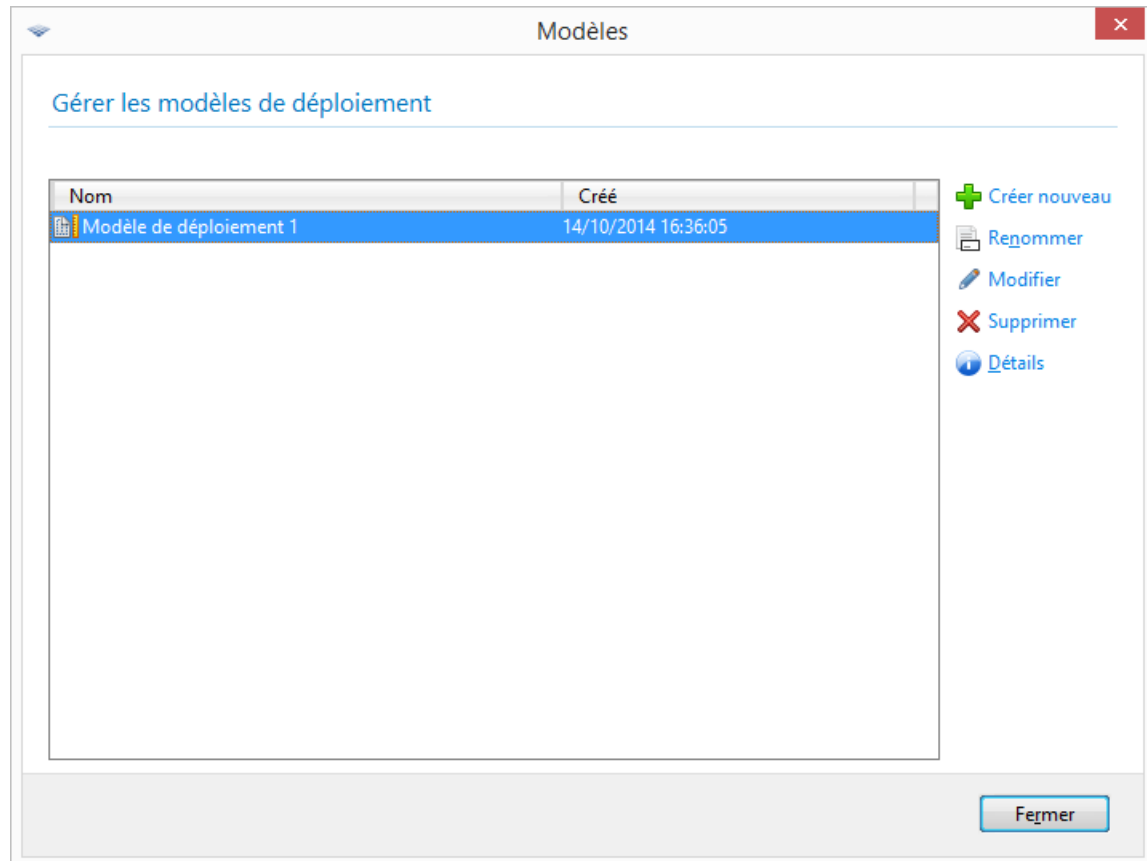 Modèles
Gérer les modèles de déploiement
Nom Créé
Modèle de déploiement 1 14/10/2014 16:36:05
Créer nouveau
Renommer
Modifier
Supprimer
Détails
Fermer